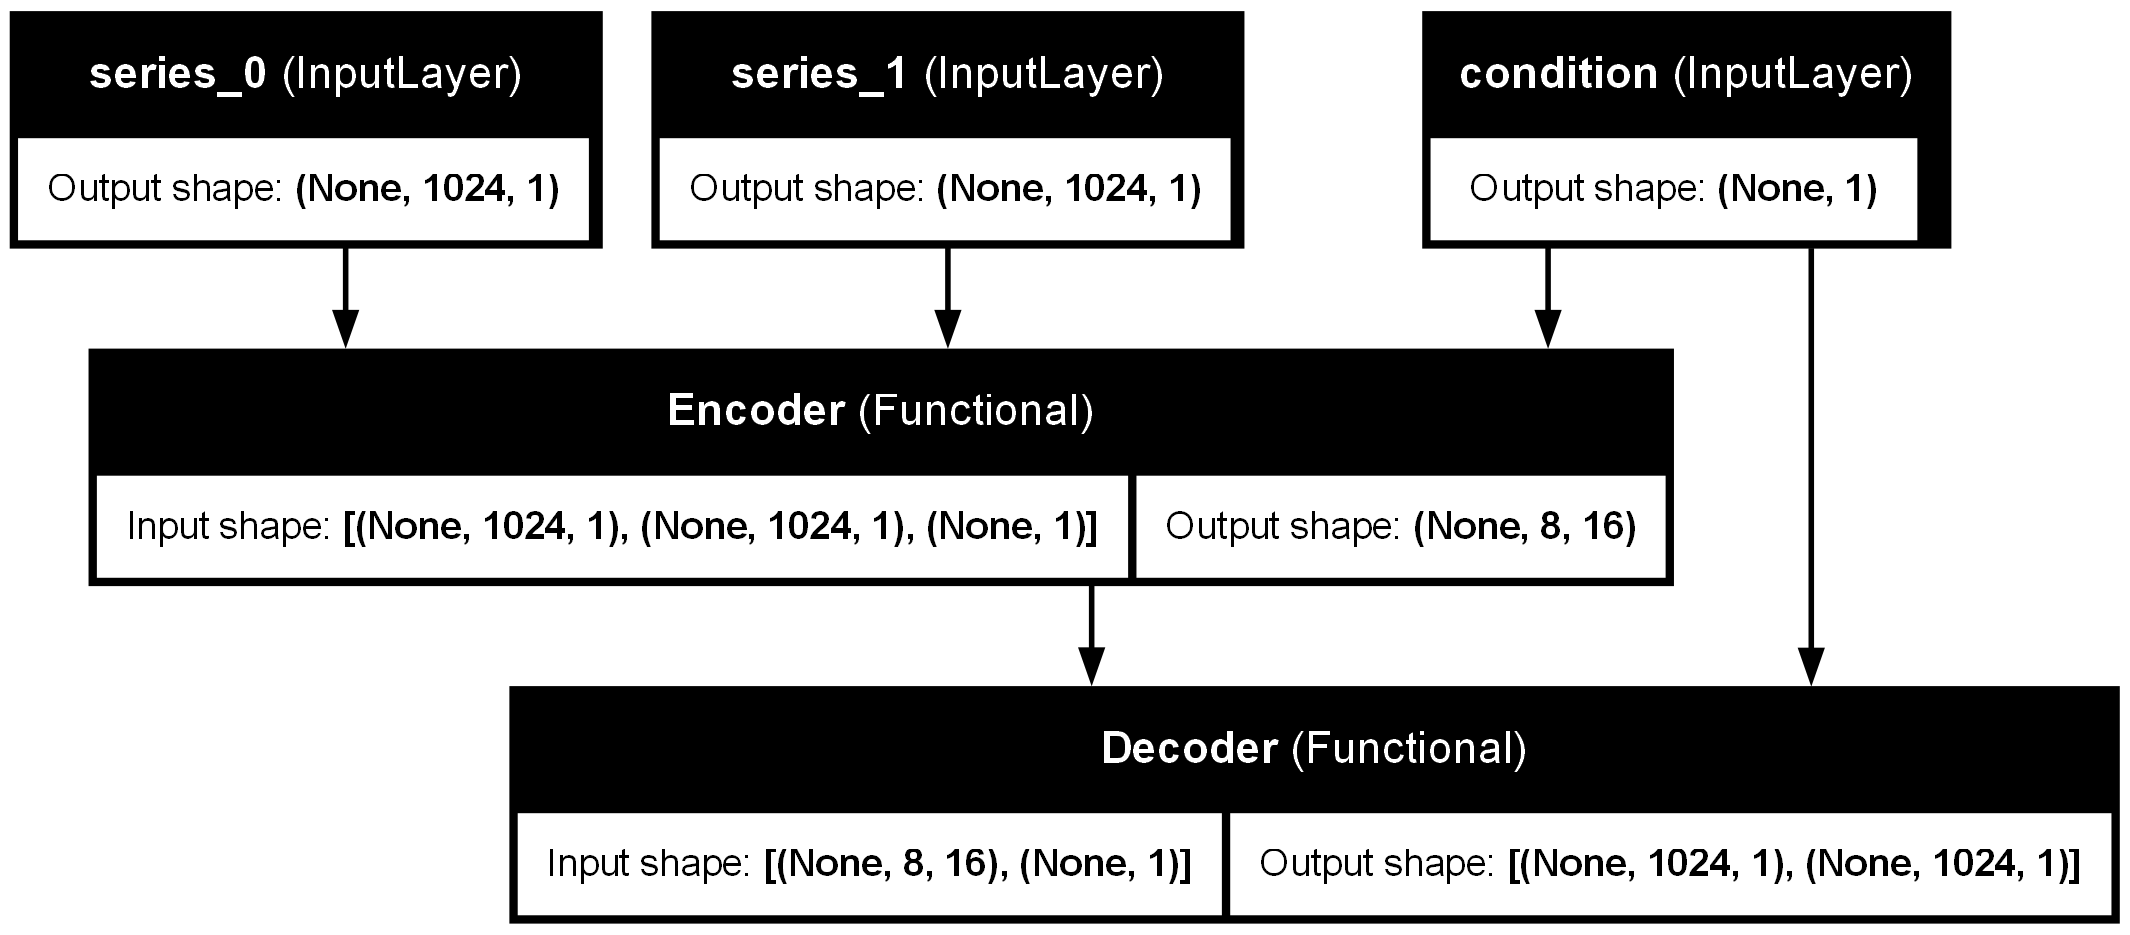 series_0 (InputLayer)
Output shape: (None, 1024, 1)
series_1 (InputLayer)
Output shape: (None, 1024, 1)
condition (InputLayer)
Output shape: (None, 1)
Encoder (Functional)
Input shape: [(None, 1024, 1), (None, 1024, 1), (None, 1)]
Output shape: (None, 8, 16)
Decoder (Functional)
Input shape: [(None, 8, 16), (None, 1)]
Output shape: [(None, 1024, 1), (None, 1024, 1)]